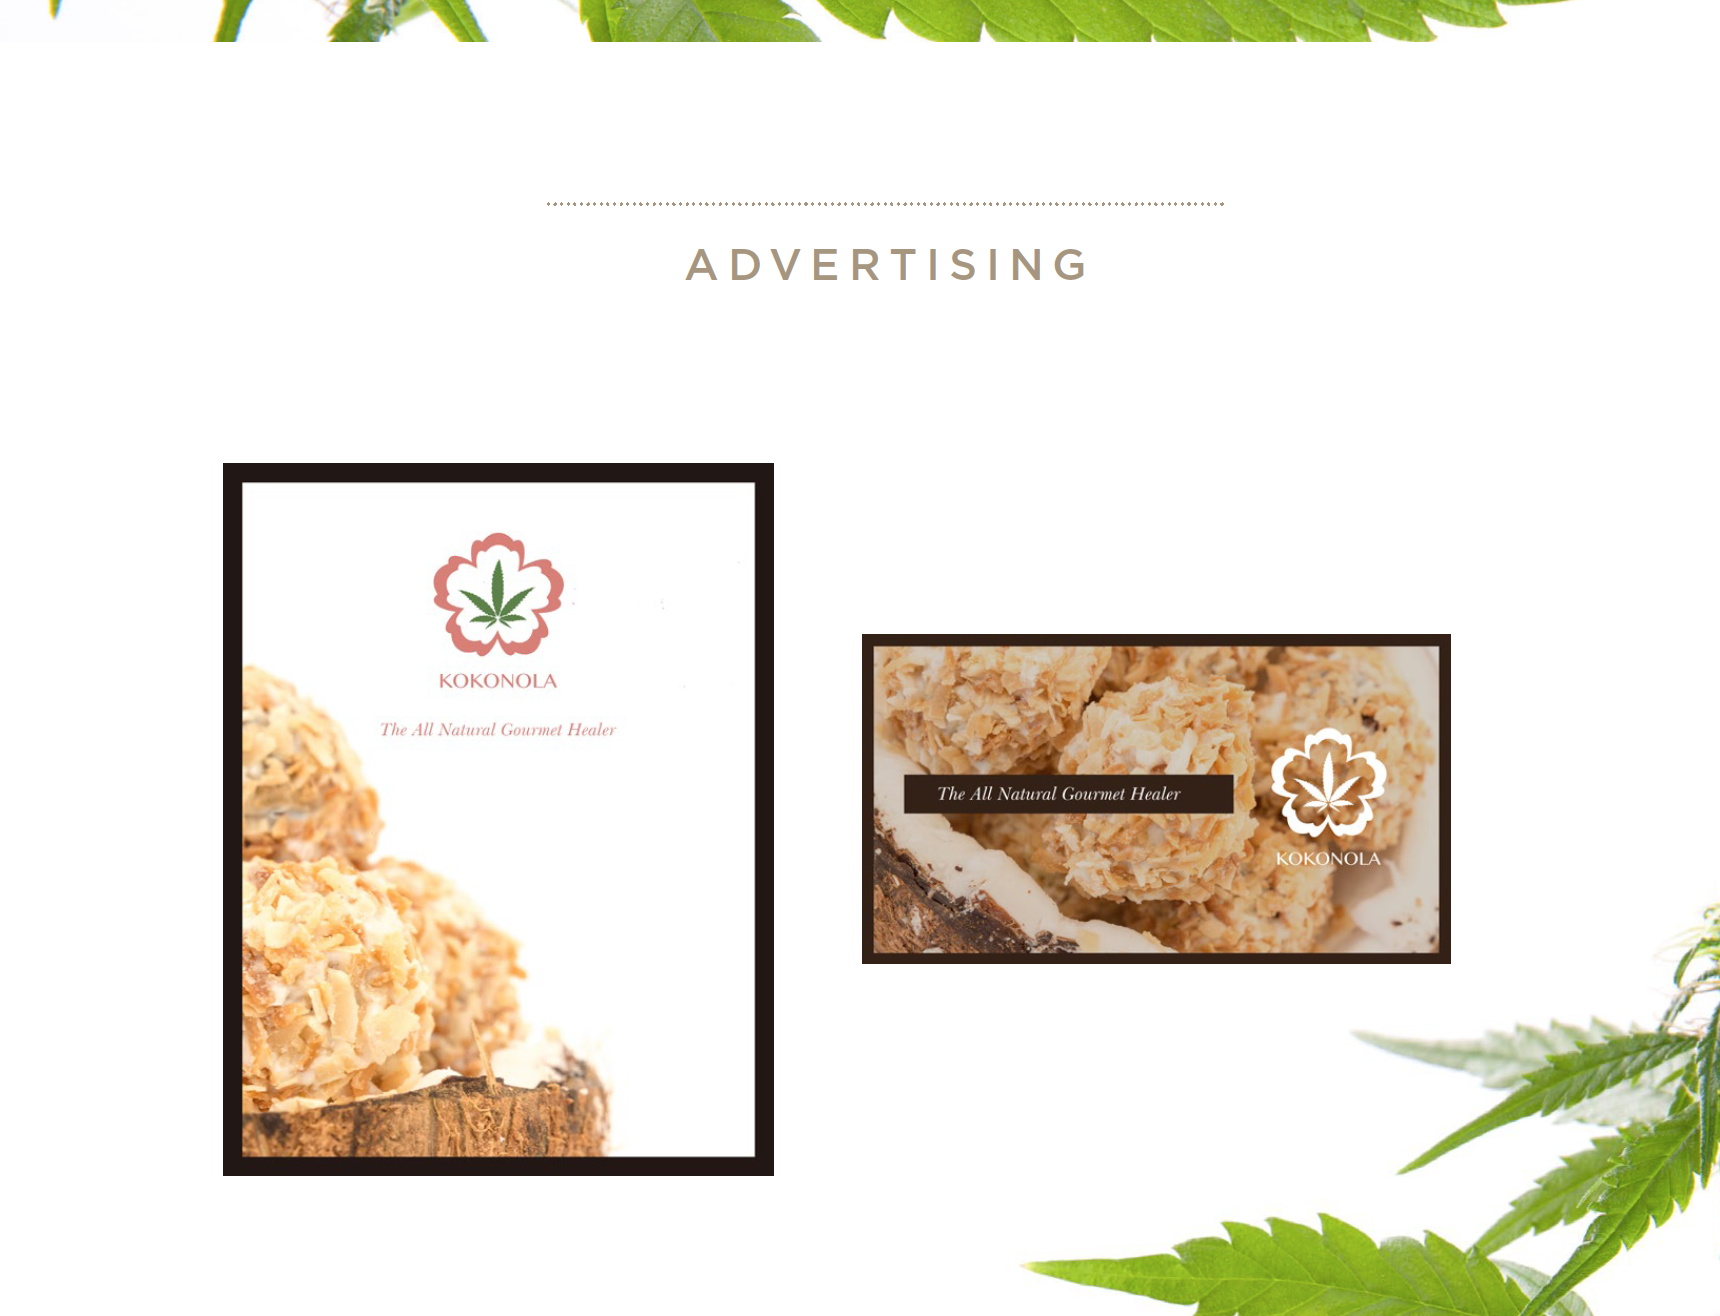 ADVERTISING
KOKONOLA
The All Natural Gourmet Healer
The All Natural Gourmet Healer
KOKONOLA